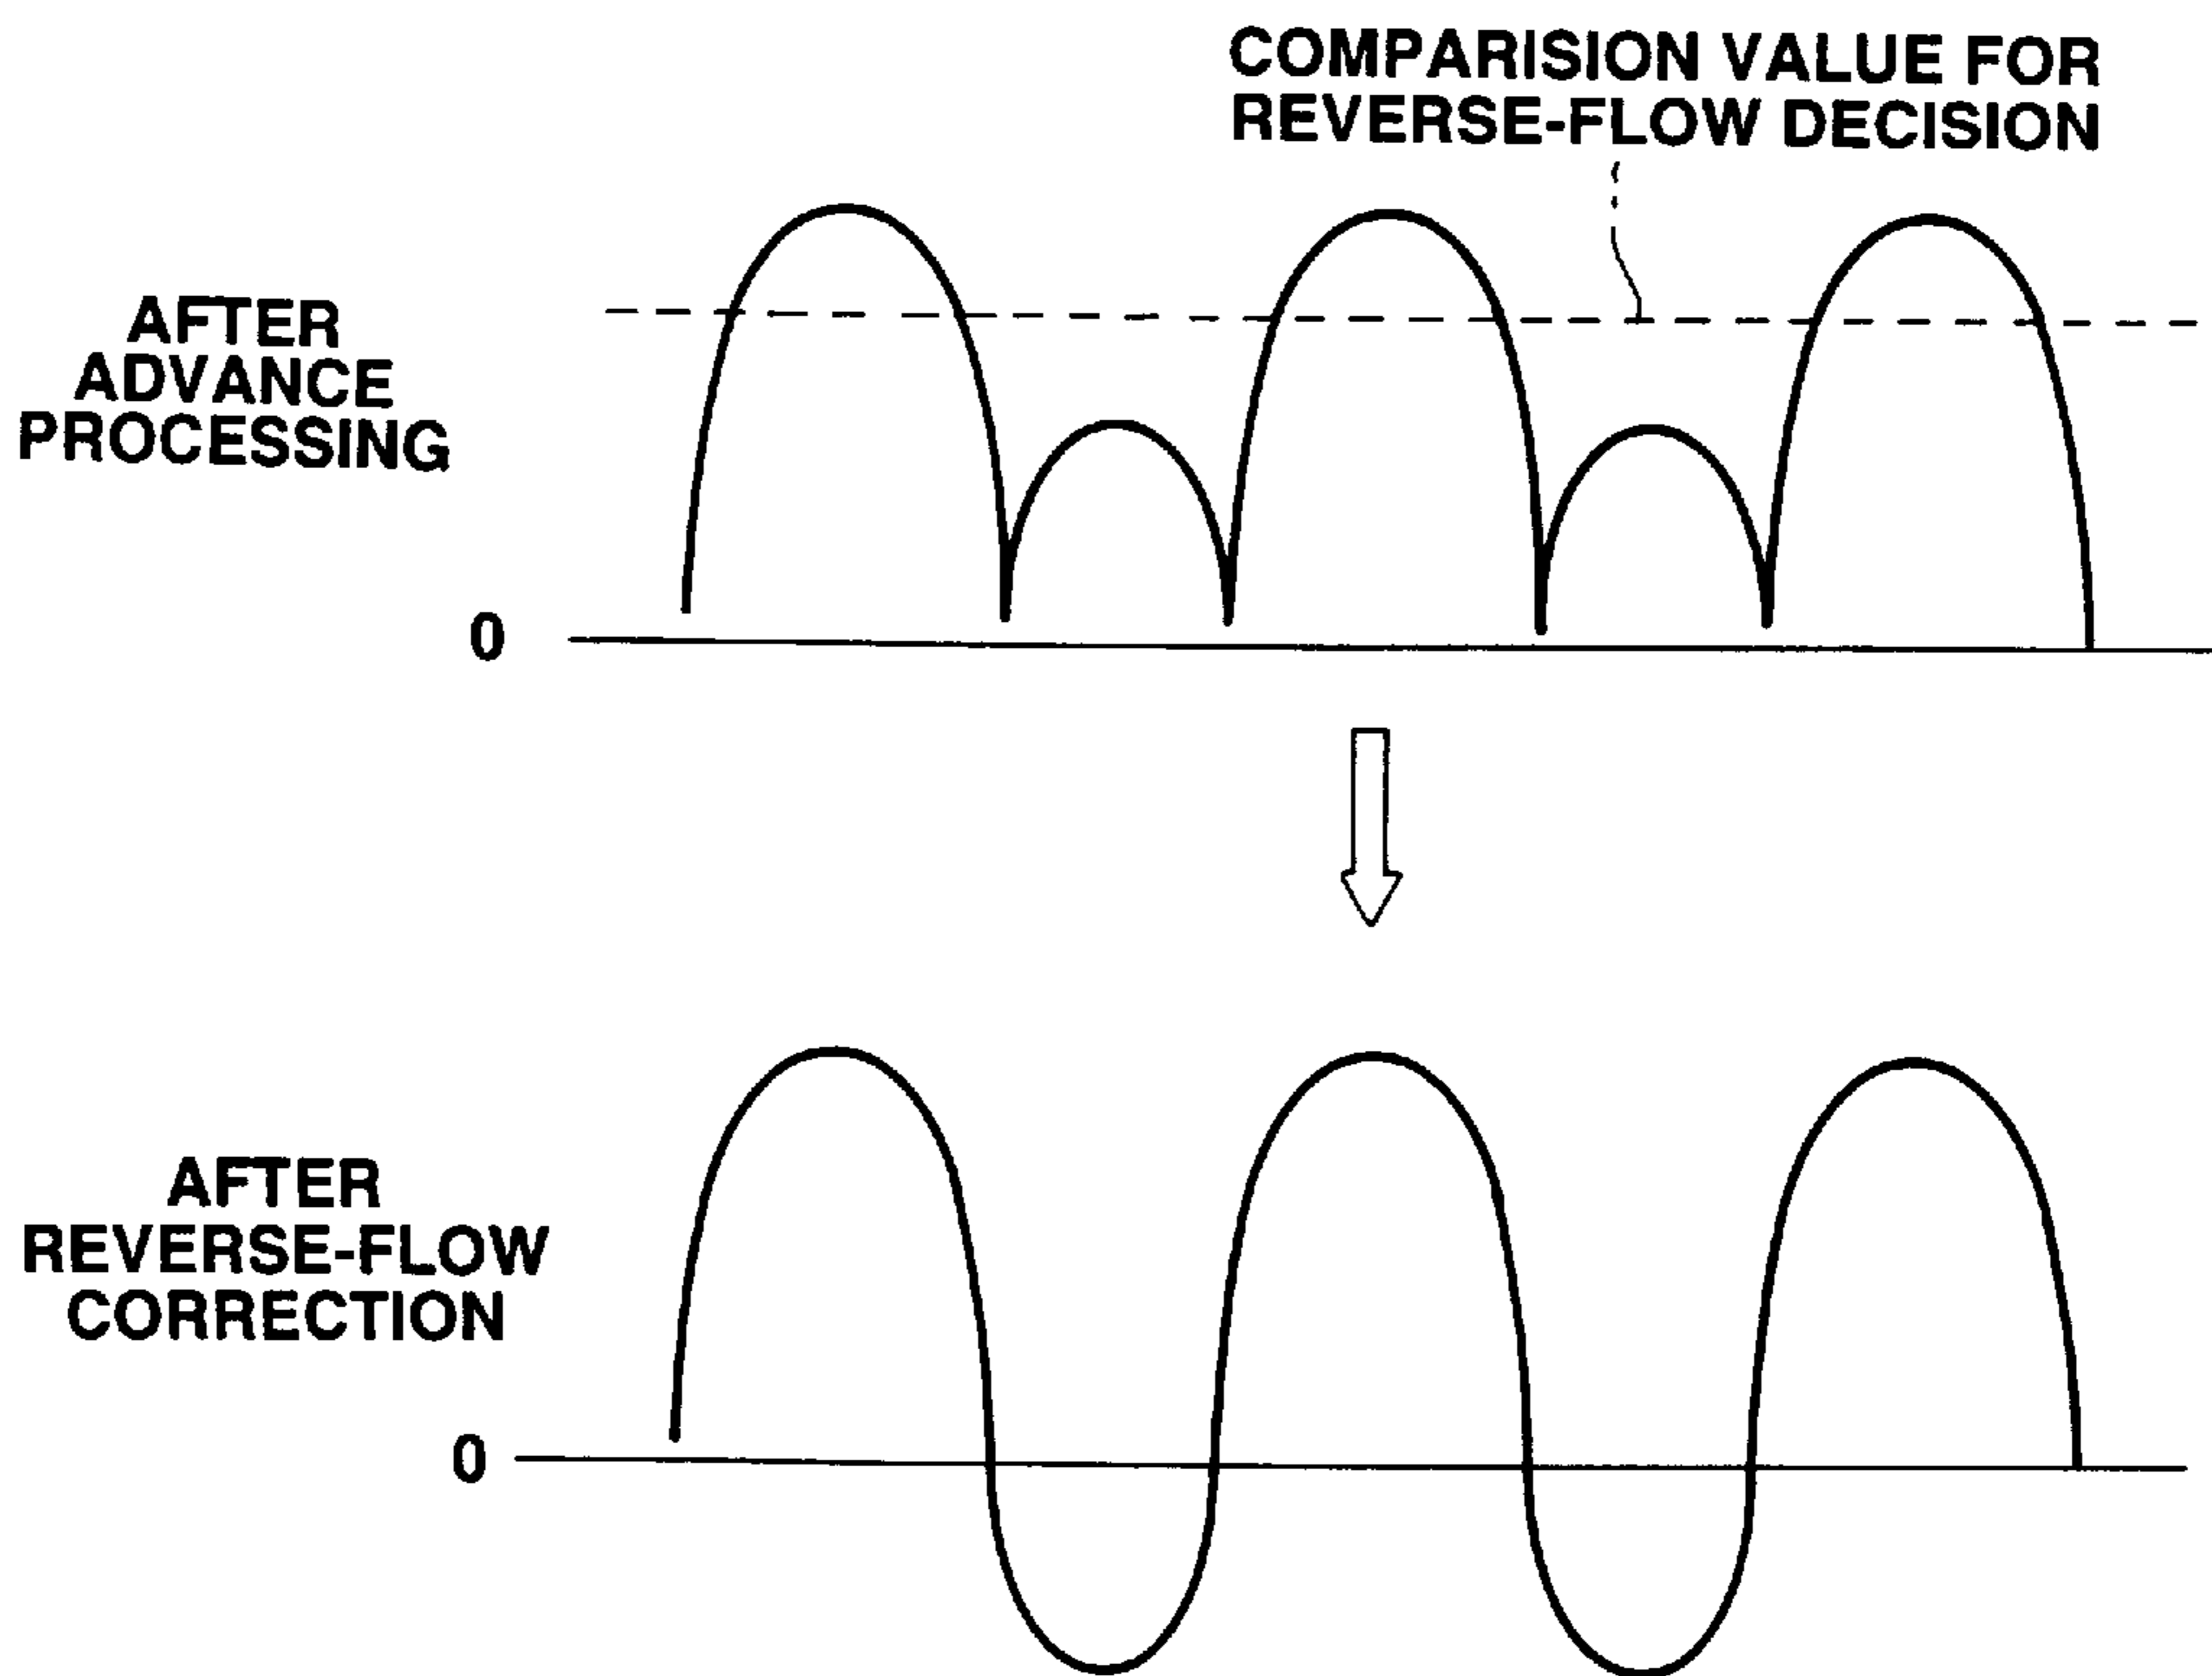 COMPARISION VALUE FOR
REVERSE-FLOW DECISION
AFTER
ADVANCE
PROCESSING
0
AFTER
REVERSE-FLOW
CORRECTION
0